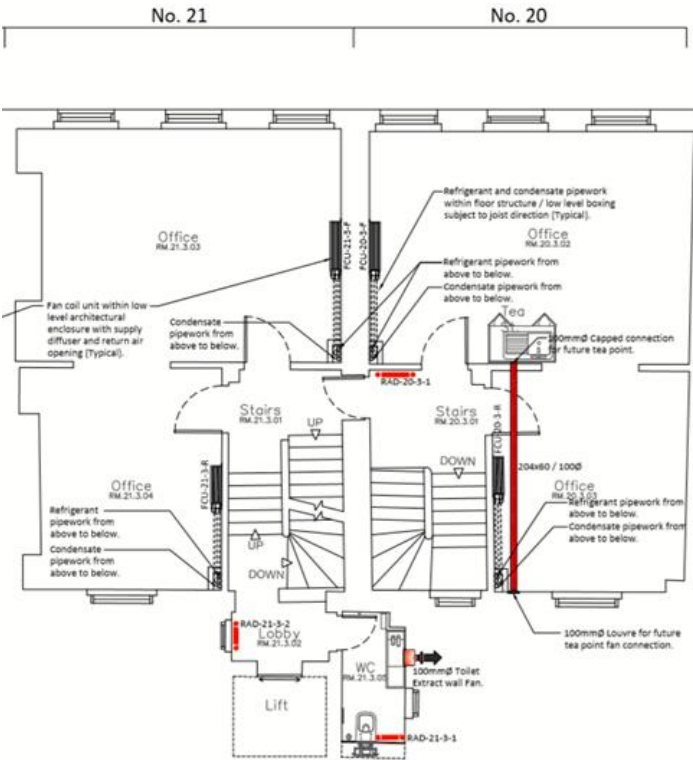 No. 21
No. 20
Refrigerant and condensate pipework
within floor structure / low level boxing
subject to joist direction (Typical).
Office
RM.21.3.03
FCU-21-3-F
FCU-20-3-F
Office
RM.20.3.02
Refrigerant pipework from
above to below.
Condensate pipework from
above to below.
Fan coil unit within low
level architectural
enclosure with supply
diffuser and return air
opening (Typical).
Condensate
pipework from
above to below.
Tea
100mmØ Capped connection
for future tea point.
RAD-20-3-1
Stairs
RM.21.3.01
UP
Stairs
RM.20.3.01
FCU-20-3-R
DOWN
204x60 / 100Ø
Office
RM.21.3.04
FCU-21-3-R
Office
RM.20.3.03
Refrigerant
pipework from
above to below.
Refrigerant pipework from
above to below.
Condensate pipework from
above to below.
Condensate
pipework from
above to below.
UP
DOWN
RAD-21-3-2
Lobby
RM.21.3.02
100mmØ Louvre for future
tea point fan connection.
WC
RM.21.3.05
100mmØ Toilet
Extract wall Fan.
Lift
RAD-21-3-1